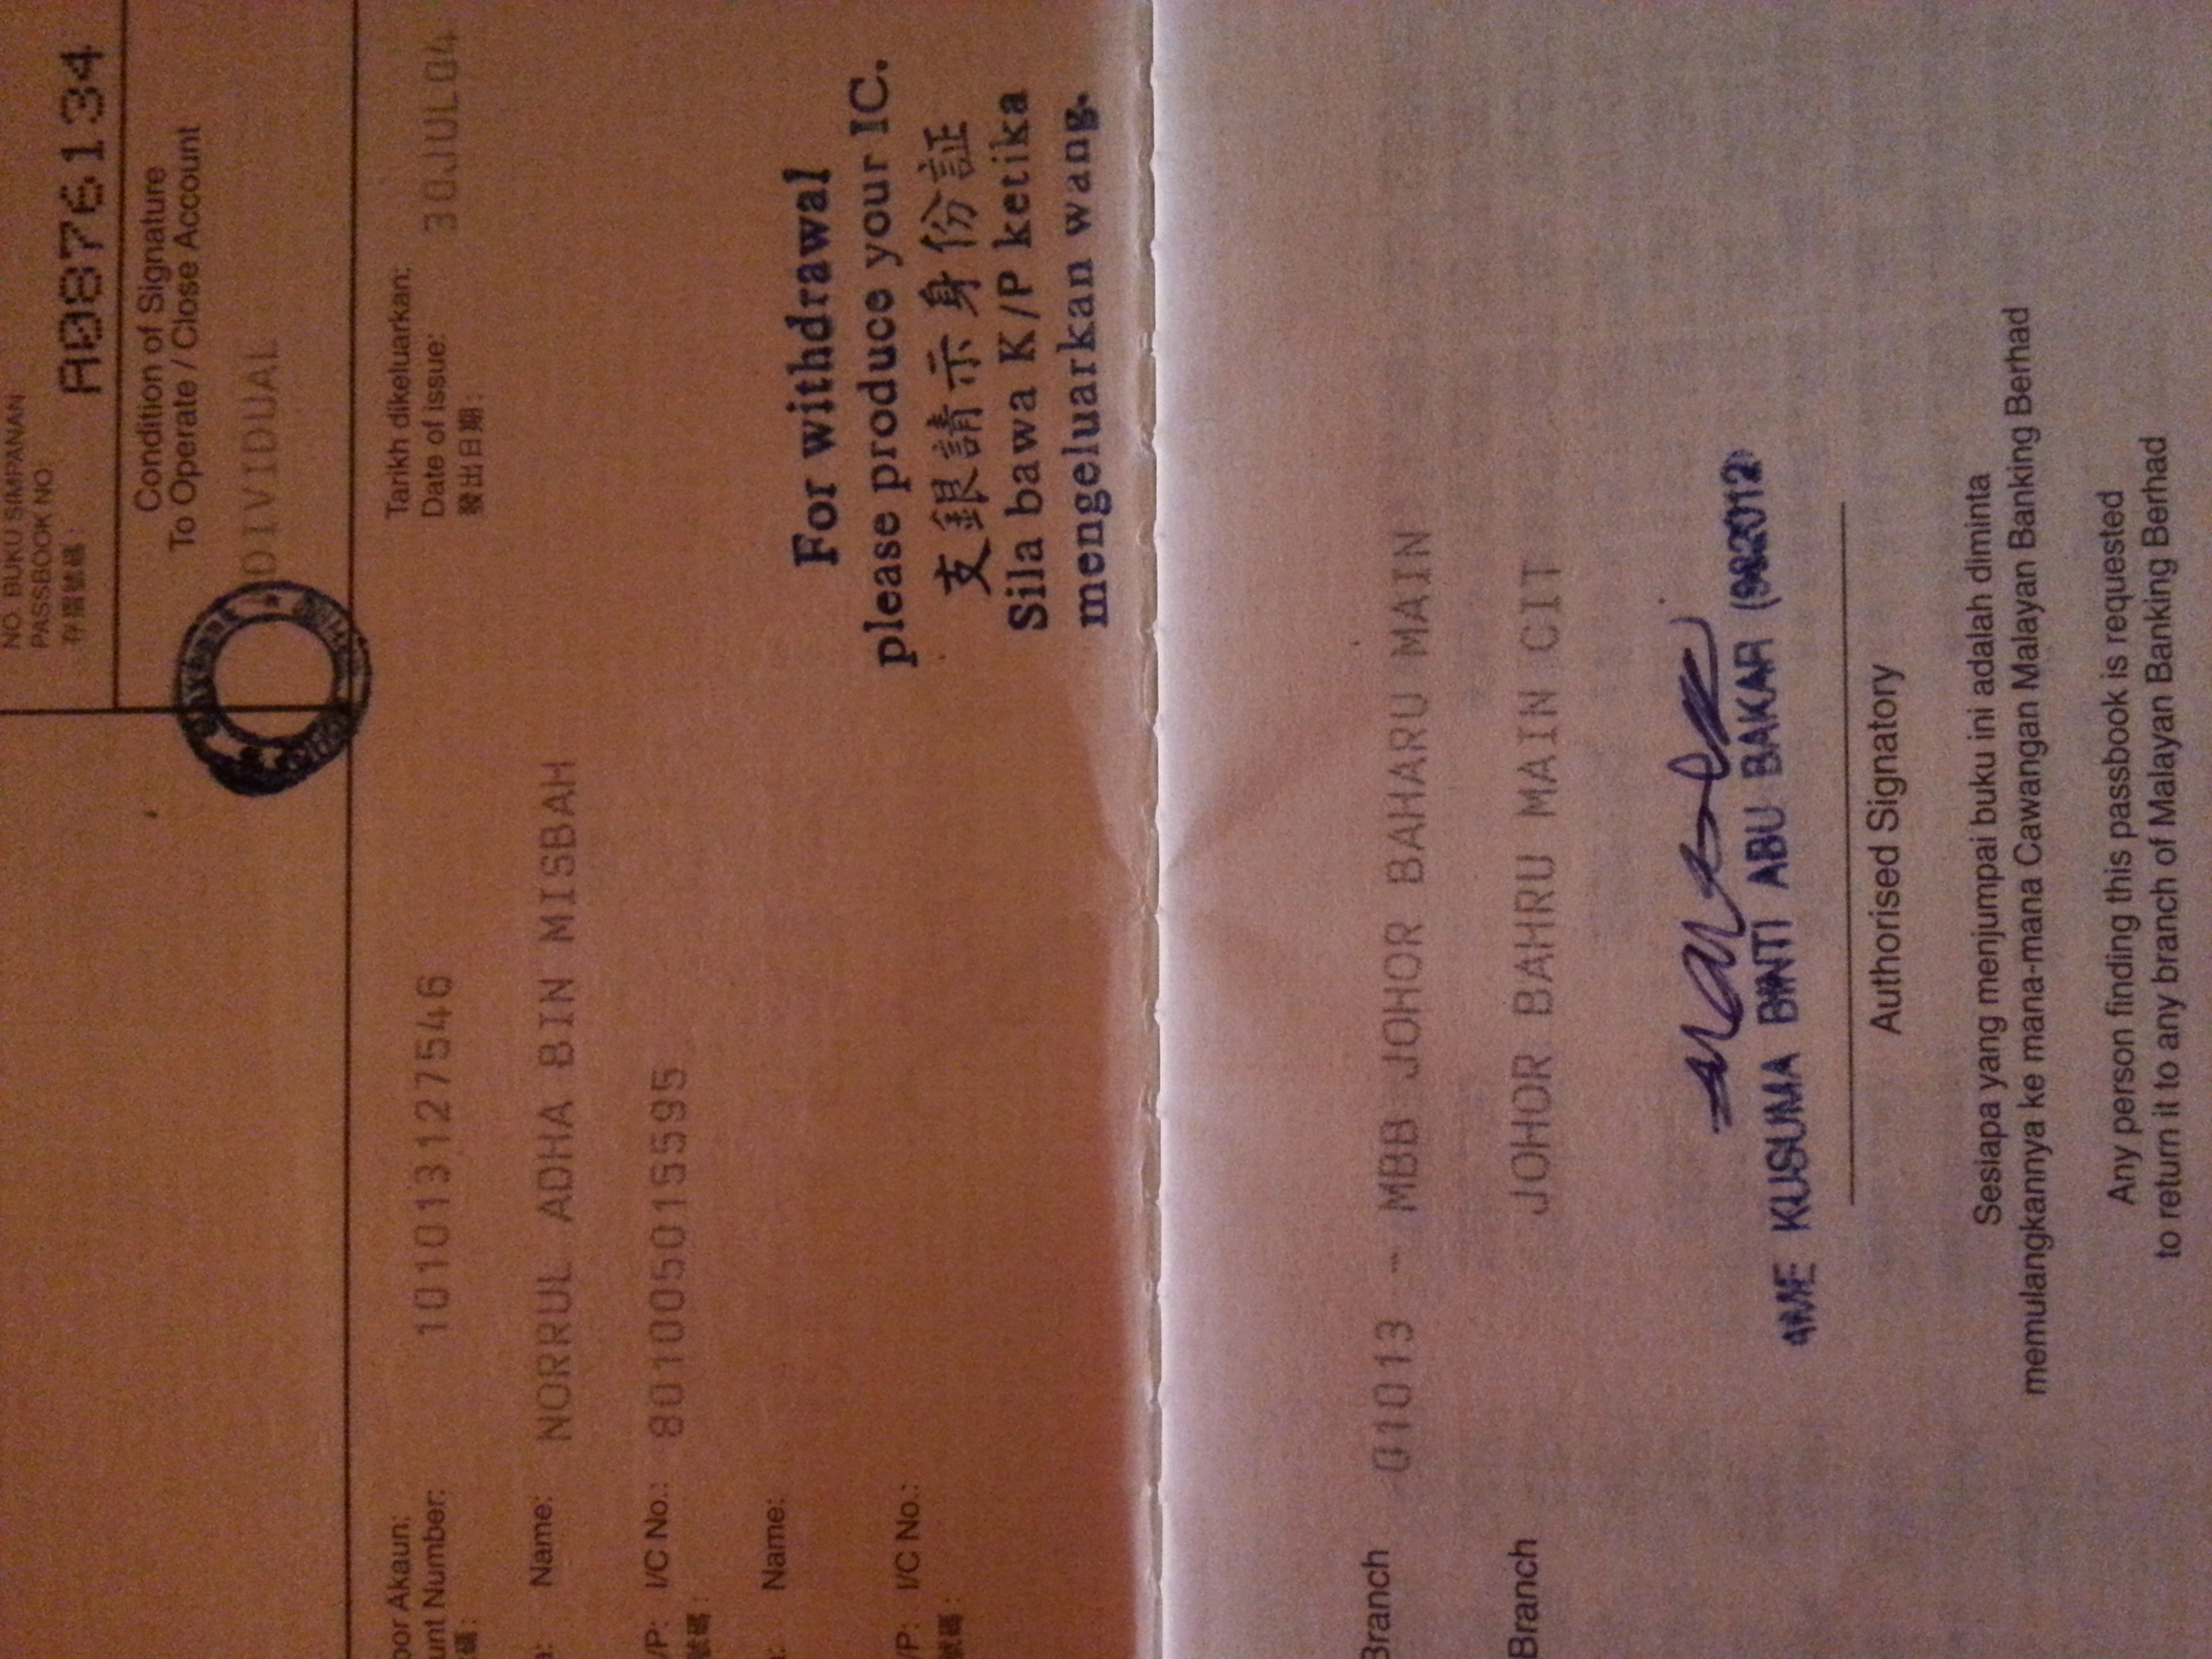 NO. BUKU SIMPANAN
PASSBOOK NO
存摺號碼:
A0876134
Condition of Signature
To Operate / Close Account
DIVIDUAL
Tarikh dikeluarkan:
Date of issue: 30JUL04
發出日期:
bor Akaun:
unt Number: 101013127546
碼:
Name: NORRUL ADHA BIN MISBAH
/P: I/C No.: 801005015595
號碼:
Name:
/P: I/C No.:
號碼:
For withdrawal
please produce your IC.
支銀請示身份証
Sila bawa K/P ketika
mengeluarkan wang.
Branch 01013 - MBB JOHOR BAHARU MAIN
Branch JOHOR BAHRU MAIN CIT
KUSUMA BINTI ABU BAKAR
Authorised Signatory
Sesiapa yang menjumpai buku ini adalah diminta
memulangkannya ke mana-mana Cawangan Malayan Banking Berhad
Any person finding this passbook is requested
to return it to any branch of Malayan Banking Berhad